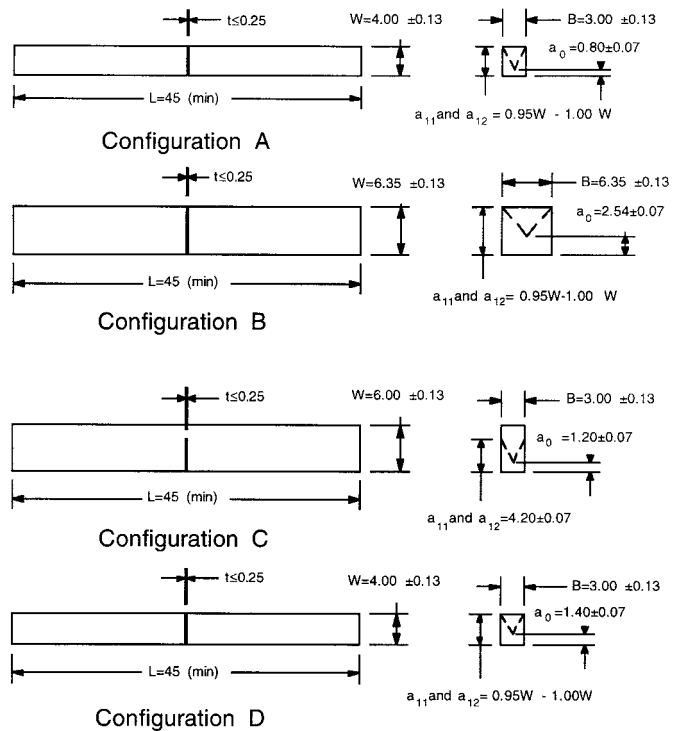 t≤0.25
W=4.00 ±0.13
B=3.00 ±0.13
a0 =0.80±0.07
L=45 (min)
a11 and a12 = 0.95W - 1.00 W
Configuration A
t≤0.25
W=6.35 ±0.13
B=6.35 ±0.13
a0=2.54±0.07
L=45 (min)
a11 and a12= 0.95W-1.00 W
Configuration B
t≤0.25
W=6.00 ±0.13
B=3.00 ±0.13
a0 =1.20±0.07
L=45 (min)
a11 and a12=4.20±0.07
Configuration C
t≤0.25
W=4.00 ±0.13
B=3.00 ±0.13
a0=1.40±0.07
L=45 (min)
a11 and a12= 0.95W - 1.00W
Configuration D